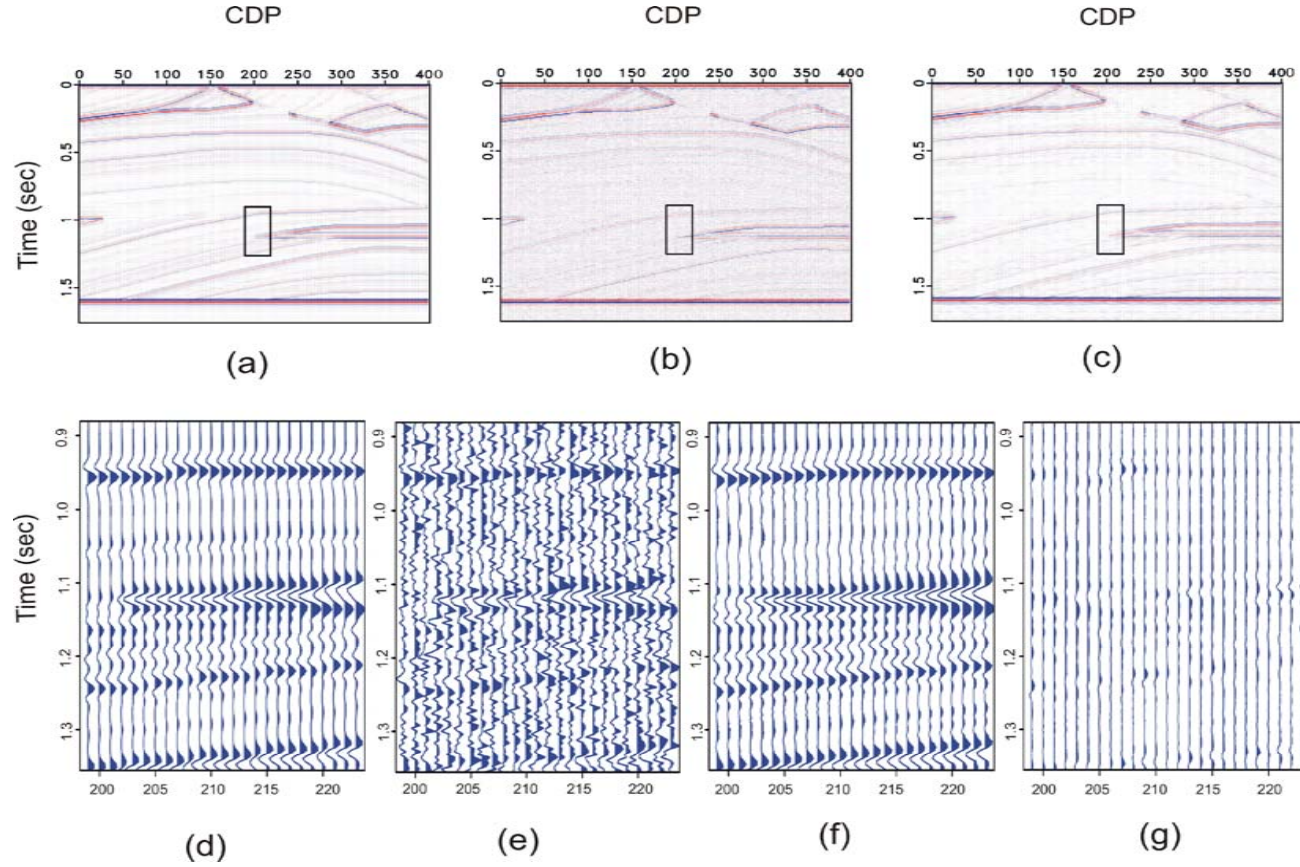 CDP CDP
0 50 100 150 200 250 300 350 400 0 50 100 150 200 250 300 350 400 0 50 100 150 200 250 300 350 400
Time (sec)
0 0 0
0.5 0.5 0.5
1 1 1
1.5 1.5 1.5
(a) (b) (c)
Time (sec)
0.9 0.9 0.9 0.9
1.0 1.0 1.0 1.0
1.1 1.1 1.1 1.1
1.2 1.2 1.2 1.2
1.3 1.3 1.3 1.3
200 205 210 215 220 200 205 210 215 220 200 205 210 215 220 200 205 210 215 22
(d) (e) (f) (g)